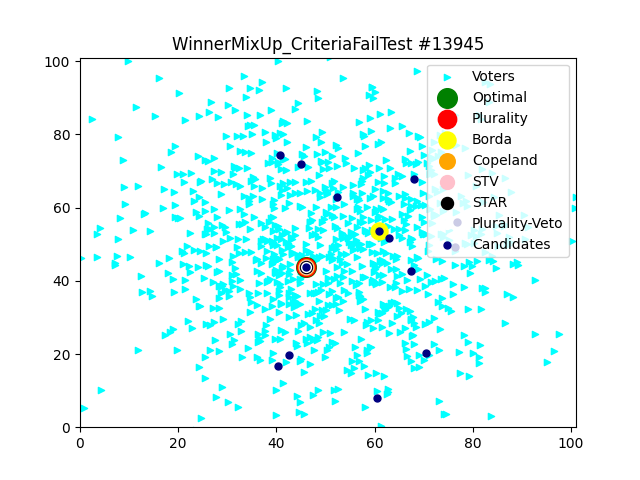 WinnerMixUp_CriteriaFailTest #13945
100
80
60
40
20
0
0
20
40
60
80
100
Voters
Optimal
Plurality
Borda
Copeland
STV
STAR
Plurality-Veto
Candidates